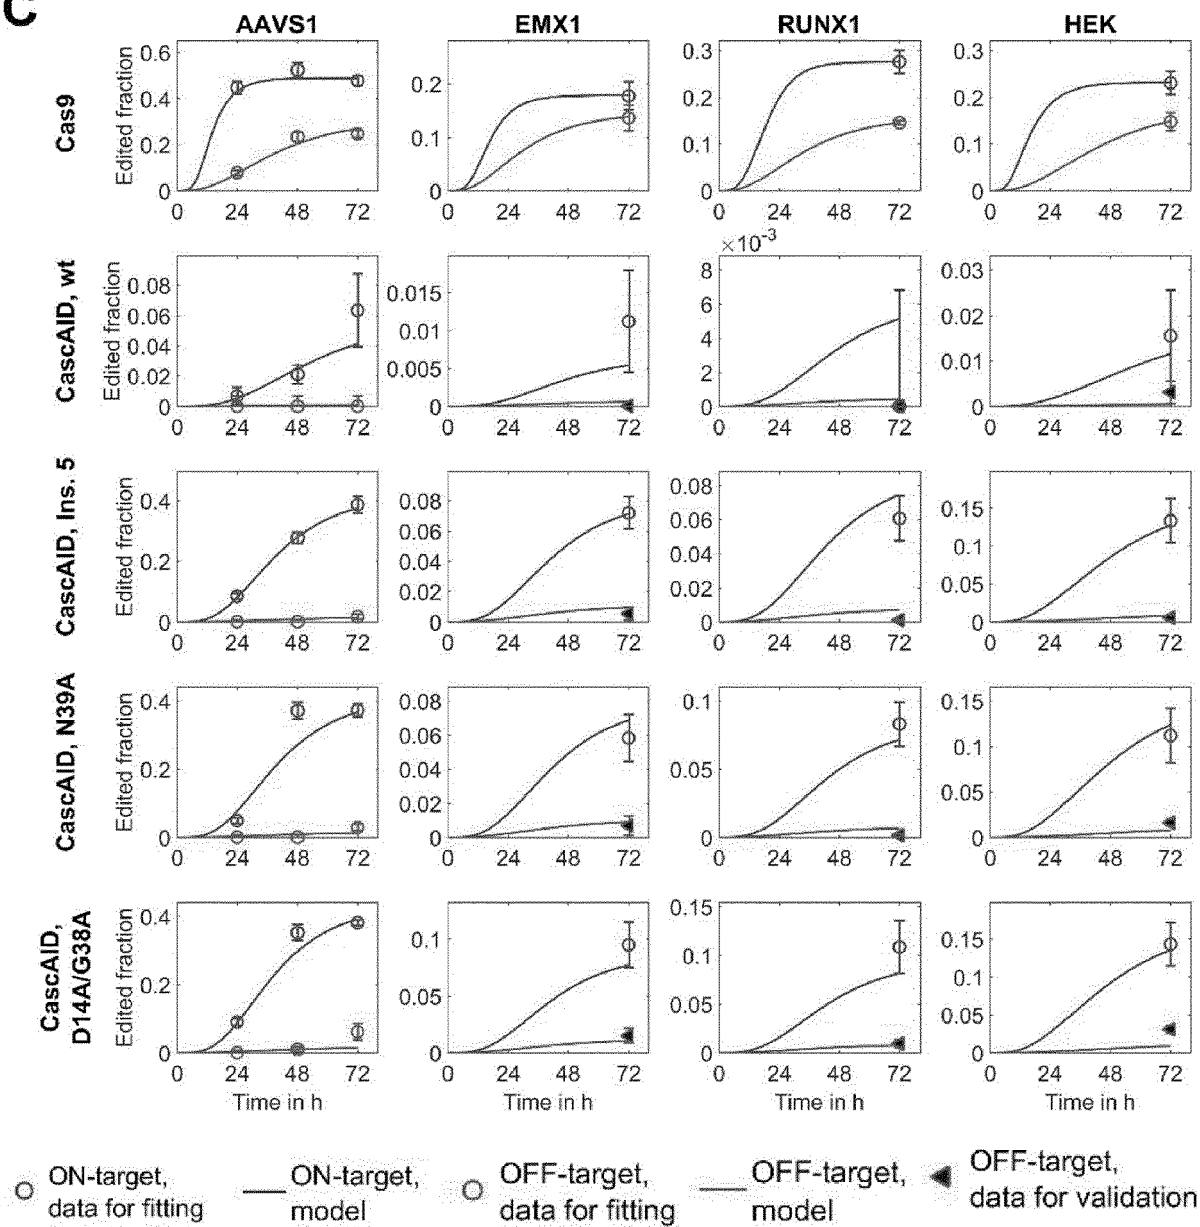 C
AAVS1 EMX1 RUNX1 HEK
Cas9
Edited fraction
0.6 0.4 0.2 0
0.2 0.1 0
0.3 0.2 0.1 0
0.3 0.2 0.1 0
0 24 48 72 0 24 48 72 0 24 48 72 0 24 48 72
CascAID, wt
Edited fraction
0.08 0.06 0.04 0.02 0
0.015 0.01 0.005 0
×10-3
8 6 4 2 0
0.03 0.02 0.01 0
0 24 48 72 0 24 48 72 0 24 48 72 0 24 48 72
CascAID, Ins. 5
Edited fraction
0.4 0.2 0
0.08 0.06 0.04 0.02 0
0.08 0.06 0.04 0.02 0
0.15 0.1 0.05 0
0 24 48 72 0 24 48 72 0 24 48 72 0 24 48 72
CascAID, N39A
Edited fraction
0.4 0.2 0
0.08 0.06 0.04 0.02 0
0.1 0.05 0
0.15 0.1 0.05 0
0 24 48 72 0 24 48 72 0 24 48 72 0 24 48 72
CascAID,
D14A/G38A
Edited fraction
0.4 0.2 0
0.1 0.05 0
0.15 0.1 0.05 0
0.15 0.1 0.05 0
0 24 48 72 0 24 48 72 0 24 48 72 0 24 48 72
Time in h Time in h Time in h Time in h
ON-target,
data for fitting
ON-target,
model
OFF-target,
data for fitting
OFF-target,
model
OFF-target,
data for validation